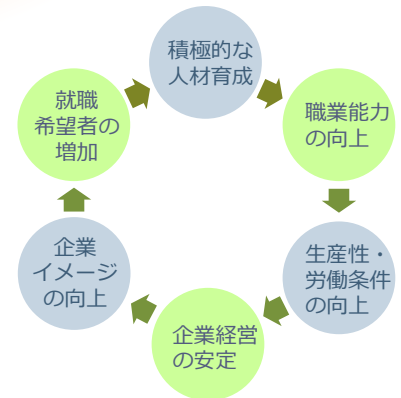 積極的な
人材育成
職業能力
の向上
生産性・
労働条件
の向上
企業経営
の安定
企業
イメージ
の向上
就職
希望者の
増加